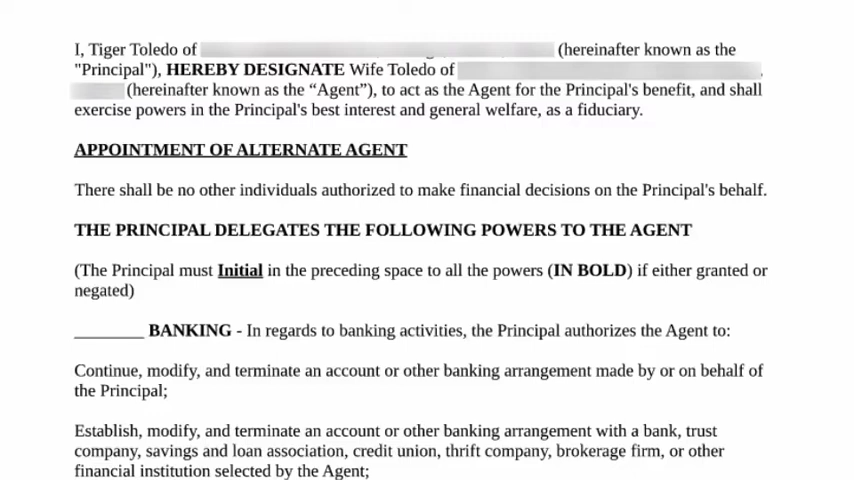 I, Tiger Toledo of (hereinafter known as the
"Principal"), HEREBY DESIGNATE Wife Toledo of
(hereinafter known as the “Agent”), to act as the Agent for the Principal's benefit, and shall
exercise powers in the Principal's best interest and general welfare, as a fiduciary.
APPOINTMENT OF ALTERNATE AGENT
There shall be no other individuals authorized to make financial decisions on the Principal's behalf.
THE PRINCIPAL DELEGATES THE FOLLOWING POWERS TO THE AGENT
(The Principal must Initial in the preceding space to all the powers (IN BOLD) if either granted or
negated)
________ BANKING - In regards to banking activities, the Principal authorizes the Agent to:
Continue, modify, and terminate an account or other banking arrangement made by or on behalf of
the Principal;
Establish, modify, and terminate an account or other banking arrangement with a bank, trust
company, savings and loan association, credit union, thrift company, brokerage firm, or other
financial institution selected by the Agent;